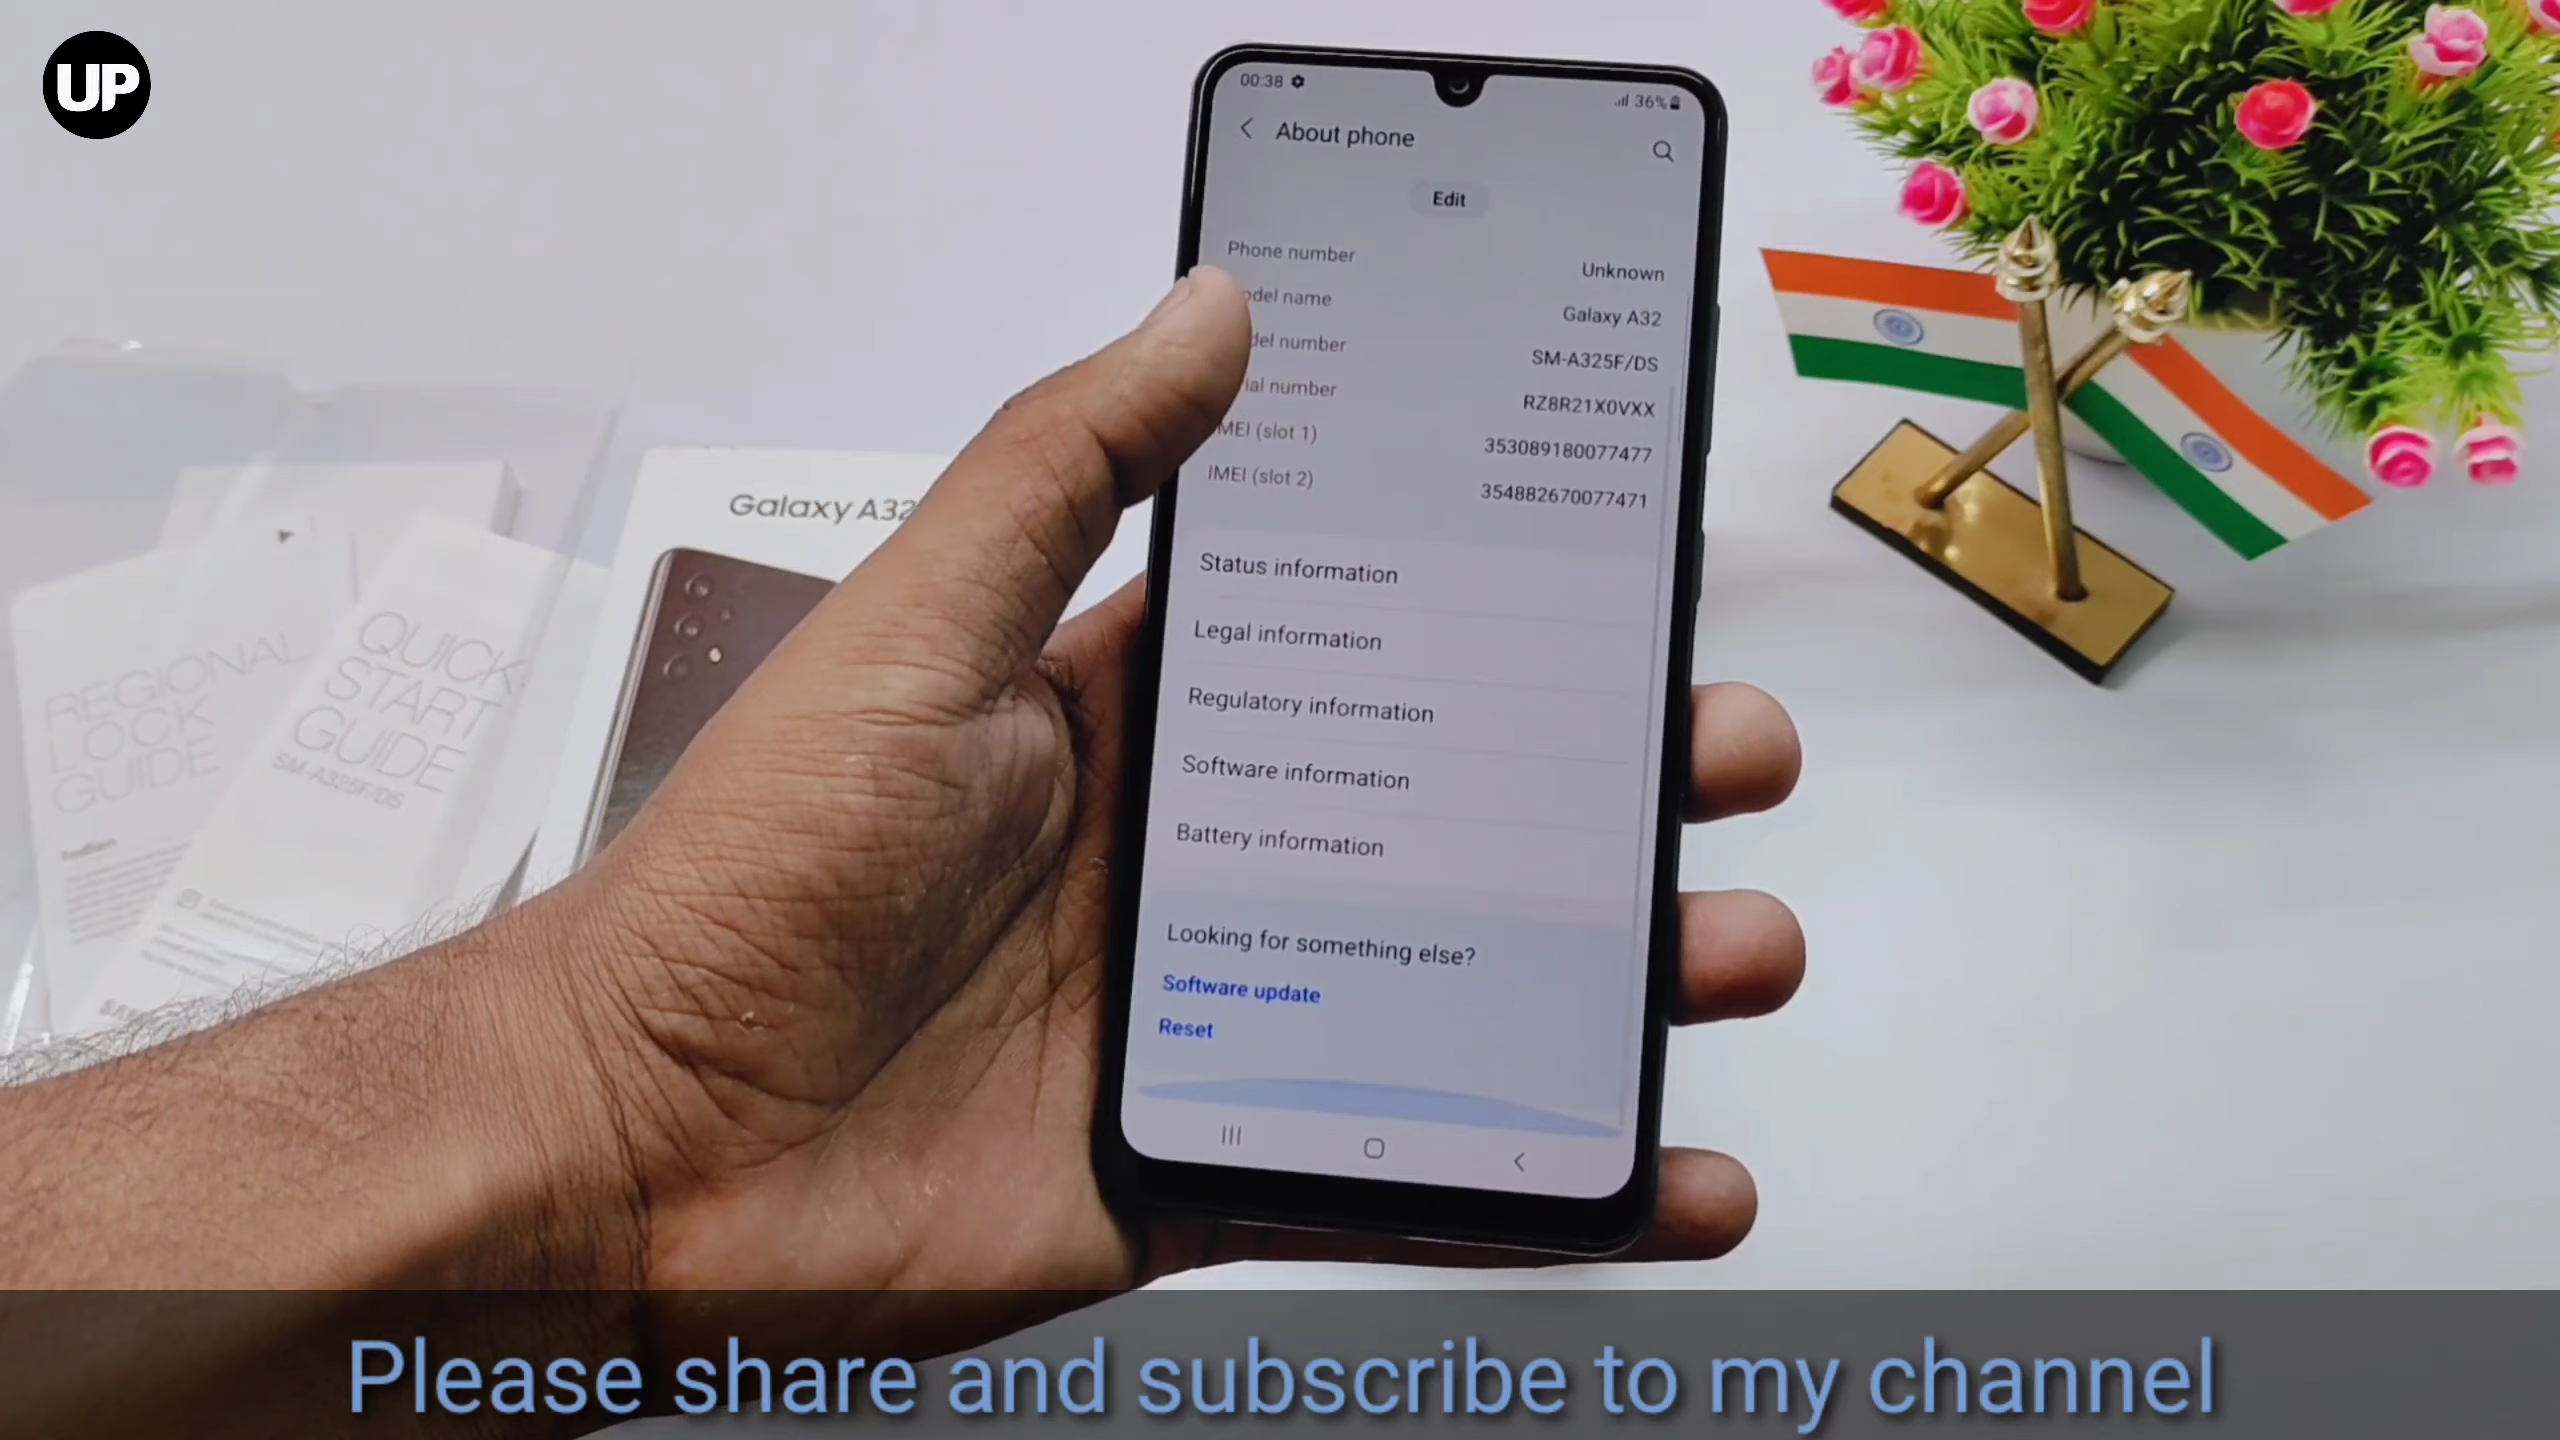 UP
00:38
36%
About phone
Edit
Phone number
Unknown
odel name
Galaxy A32
del number
SM-A325F/DS
ial number
RZ8R21X0VXX
MEI (slot 1)
353089180077477
IMEI (slot 2)
354882670077471
Status information
Legal information
Regulatory information
Software information
Battery information
Looking for something else?
Software update
Reset
Galaxy A32
REGIONAL
LOCK
GUIDE
QUICK
START
GUIDE
SM-A325F/DS
Please share and subscribe to my channel